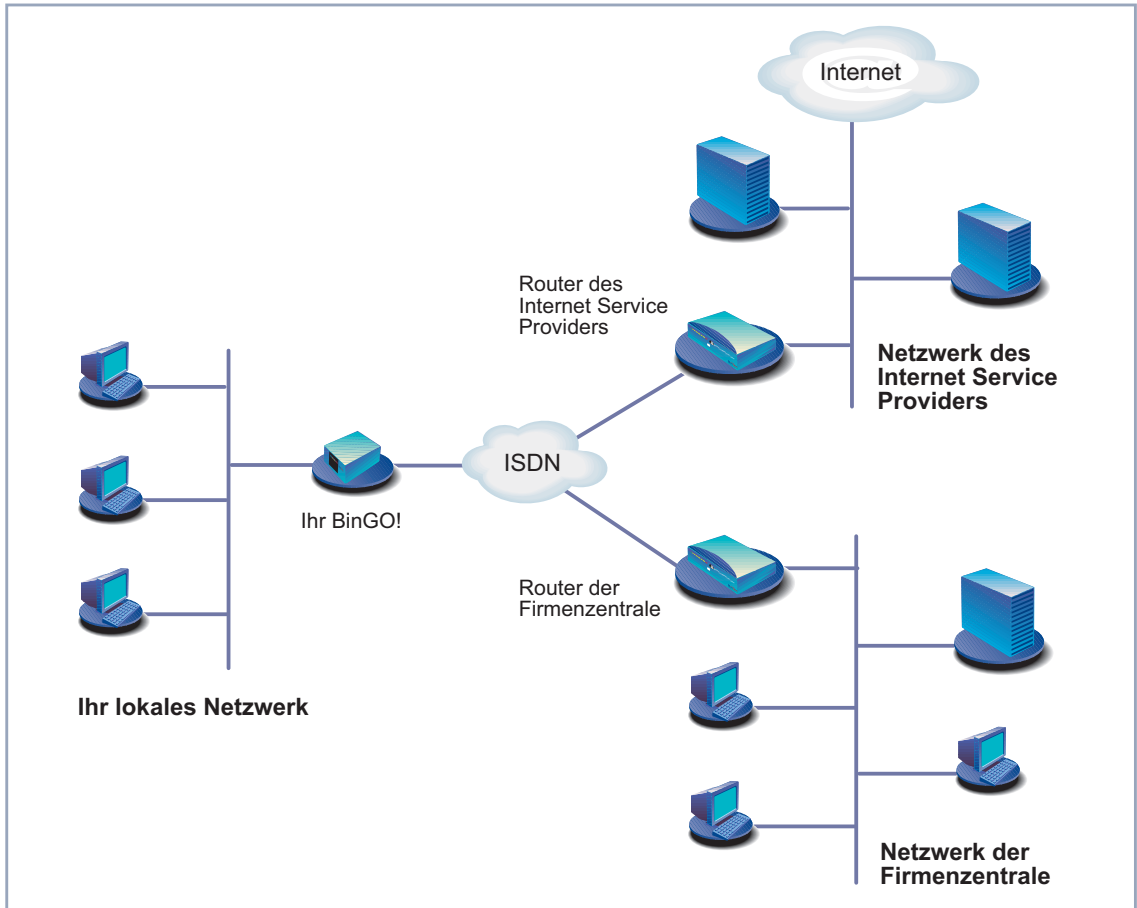 Internet
Router des
Internet Service
Providers
Netzwerk des
Internet Service
Providers
ISDN
Ihr BinGO!
Router der
Firmenzentrale
Ihr lokales Netzwerk
Netzwerk der
Firmenzentrale